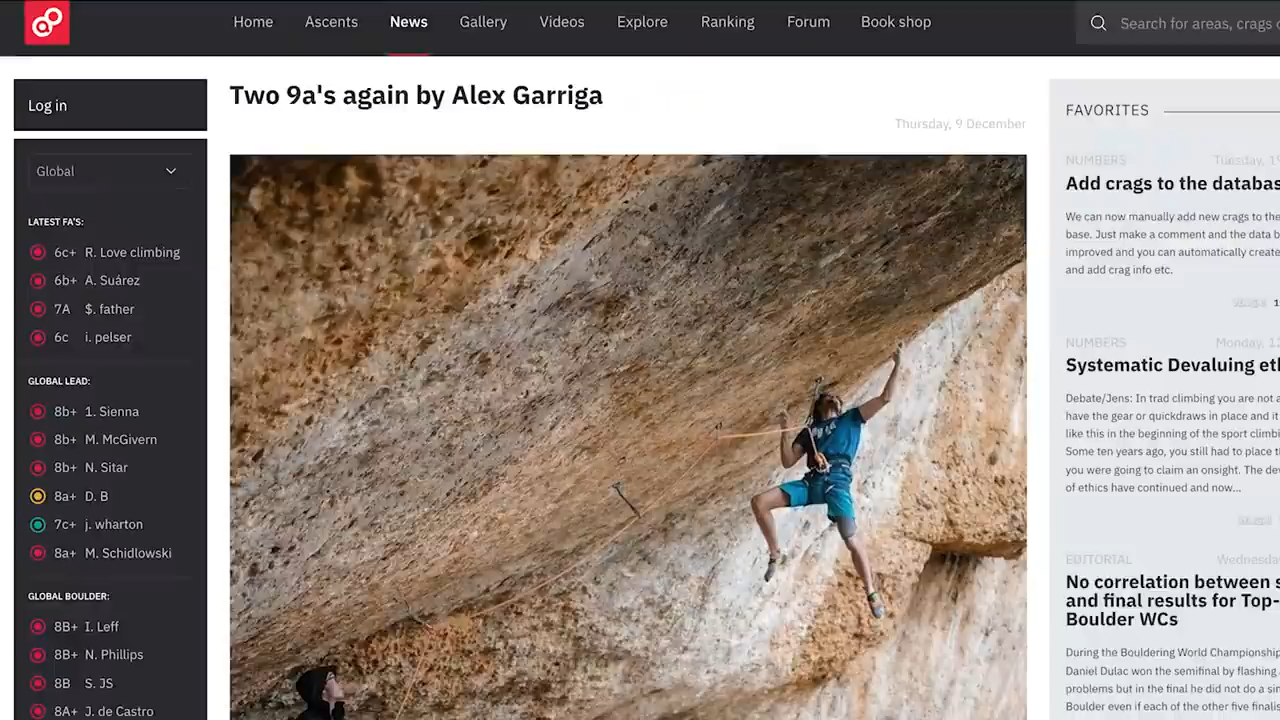 Home Ascents News Gallery Videos Explore Ranking Forum Book shop
Search for areas, crags
Log in
Global
LATEST FA'S:
6c+ R. Love climbing
6b+ A. Suárez
7A $. father
6c i. pelser
GLOBAL LEAD:
8b+ 1. Sienna
8b+ M. McGivern
8b+ N. Sitar
8a+ D. B
7c+ j. wharton
8a+ M. Schidlowski
GLOBAL BOULDER:
8B+ I. Leff
8B+ N. Phillips
8B S. JS
8A+ J. de Castro
Two 9a's again by Alex Garriga
Thursday, 9 December
FAVORITES
NUMBERS Tuesday, 1
Add crags to the databas
We can now manually add new crags to the
base. Just make a comment and the data b
improved and you can automatically create
and add crag info etc.
NUMBERS Monday, 12
Systematic Devaluing et
Debate/Jens: In trad climbing you are not a
have the gear or quickdraws in place and it
like this in the beginning of the sport climbi
Some ten years ago, you still had to place t
you were going to claim an onsight. The dev
of ethics have continued and now...
EDITORIAL Wednesda
No correlation between s
and final results for Top-
Boulder WCs
During the Bouldering World Championship
Daniel Dulac won the semifinal by flashing
problems but in the final he did not do a sin
Boulder even if each of the other five finalis